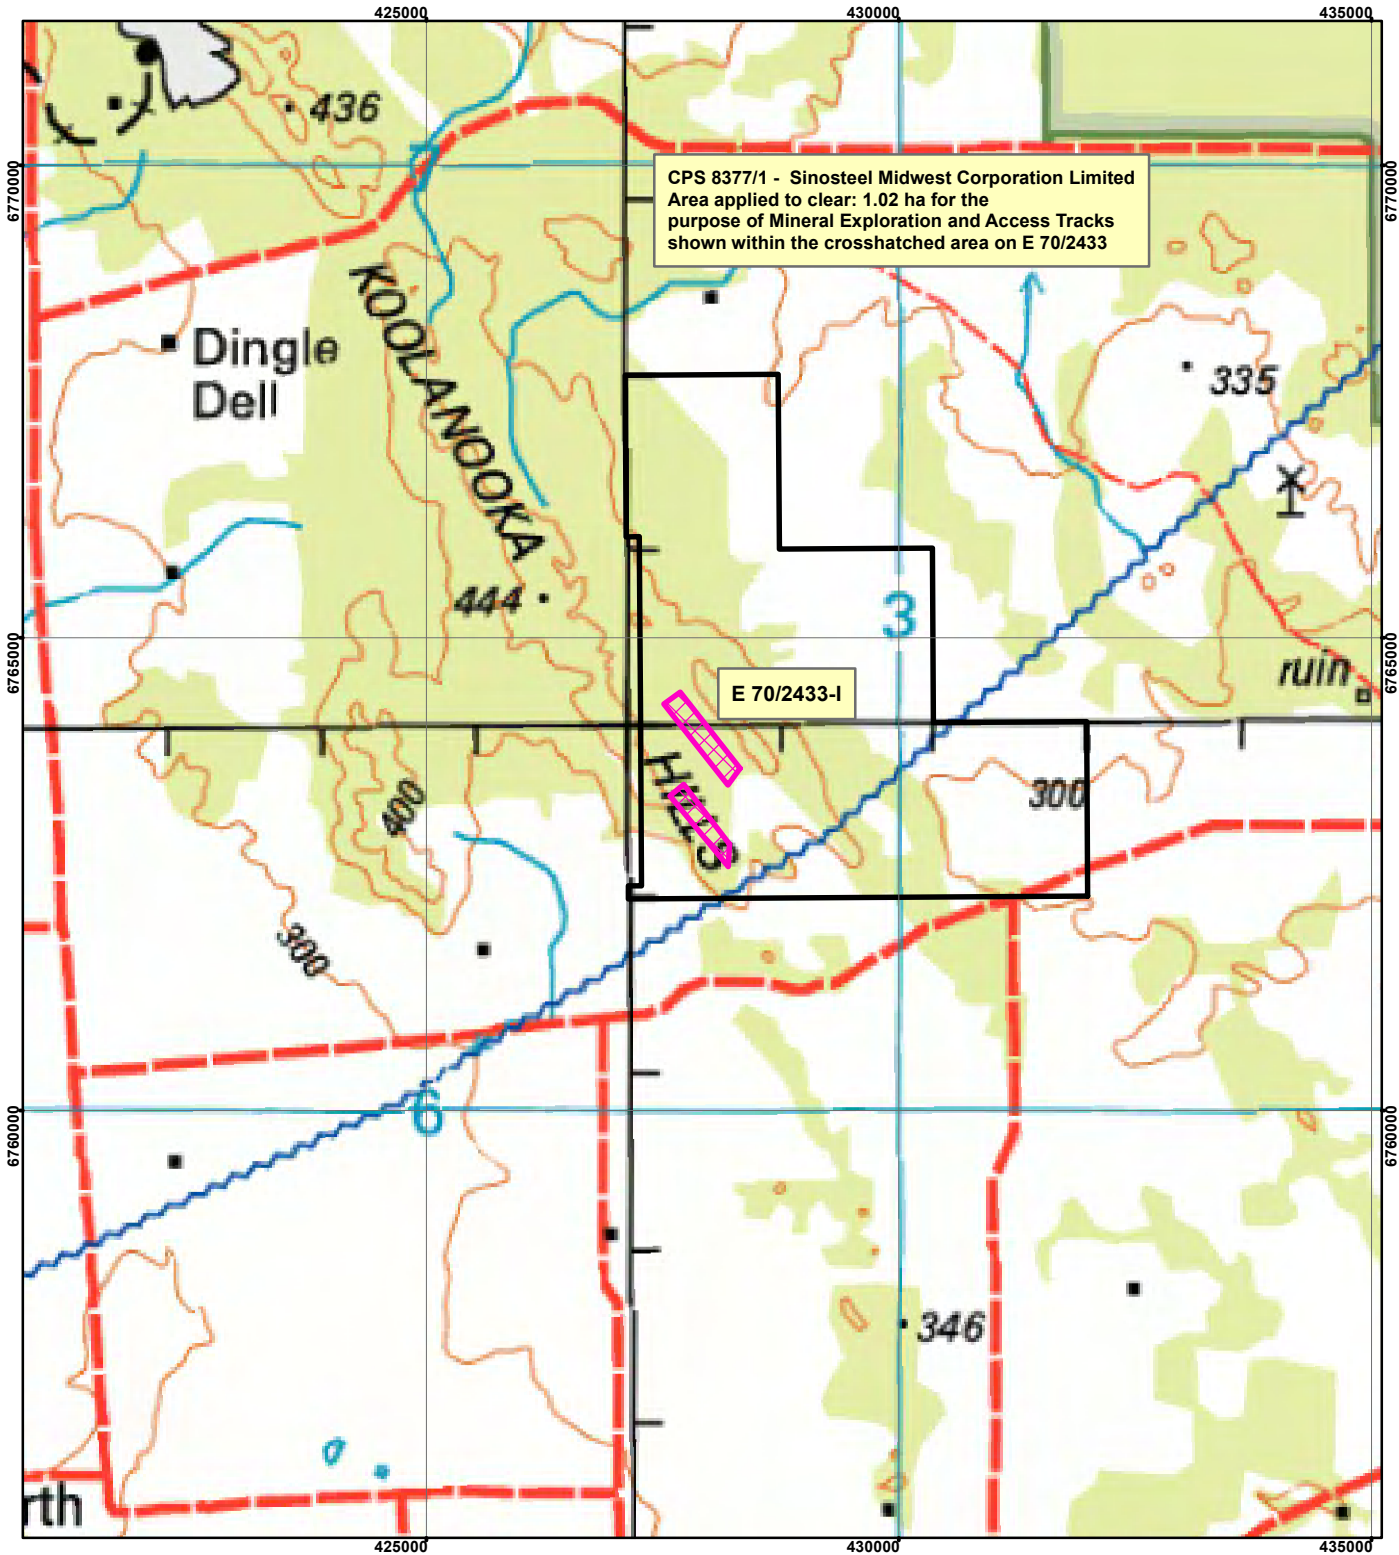 425000
430000
435000
436
6770000
6770000
CPS 8377/1 - Sinosteel Midwest Corporation Limited
Area applied to clear: 1.02 ha for the
purpose of Mineral Exploration and Access Tracks
shown within the crosshatched area on E 70/2433
KOOLANOOKA
Dingle
Dell
335
444
3
6765000
6765000
ruin
E 70/2433-I
HILLS
300
400
300
6760000
6760000
6
346
rth
425000
430000
435000